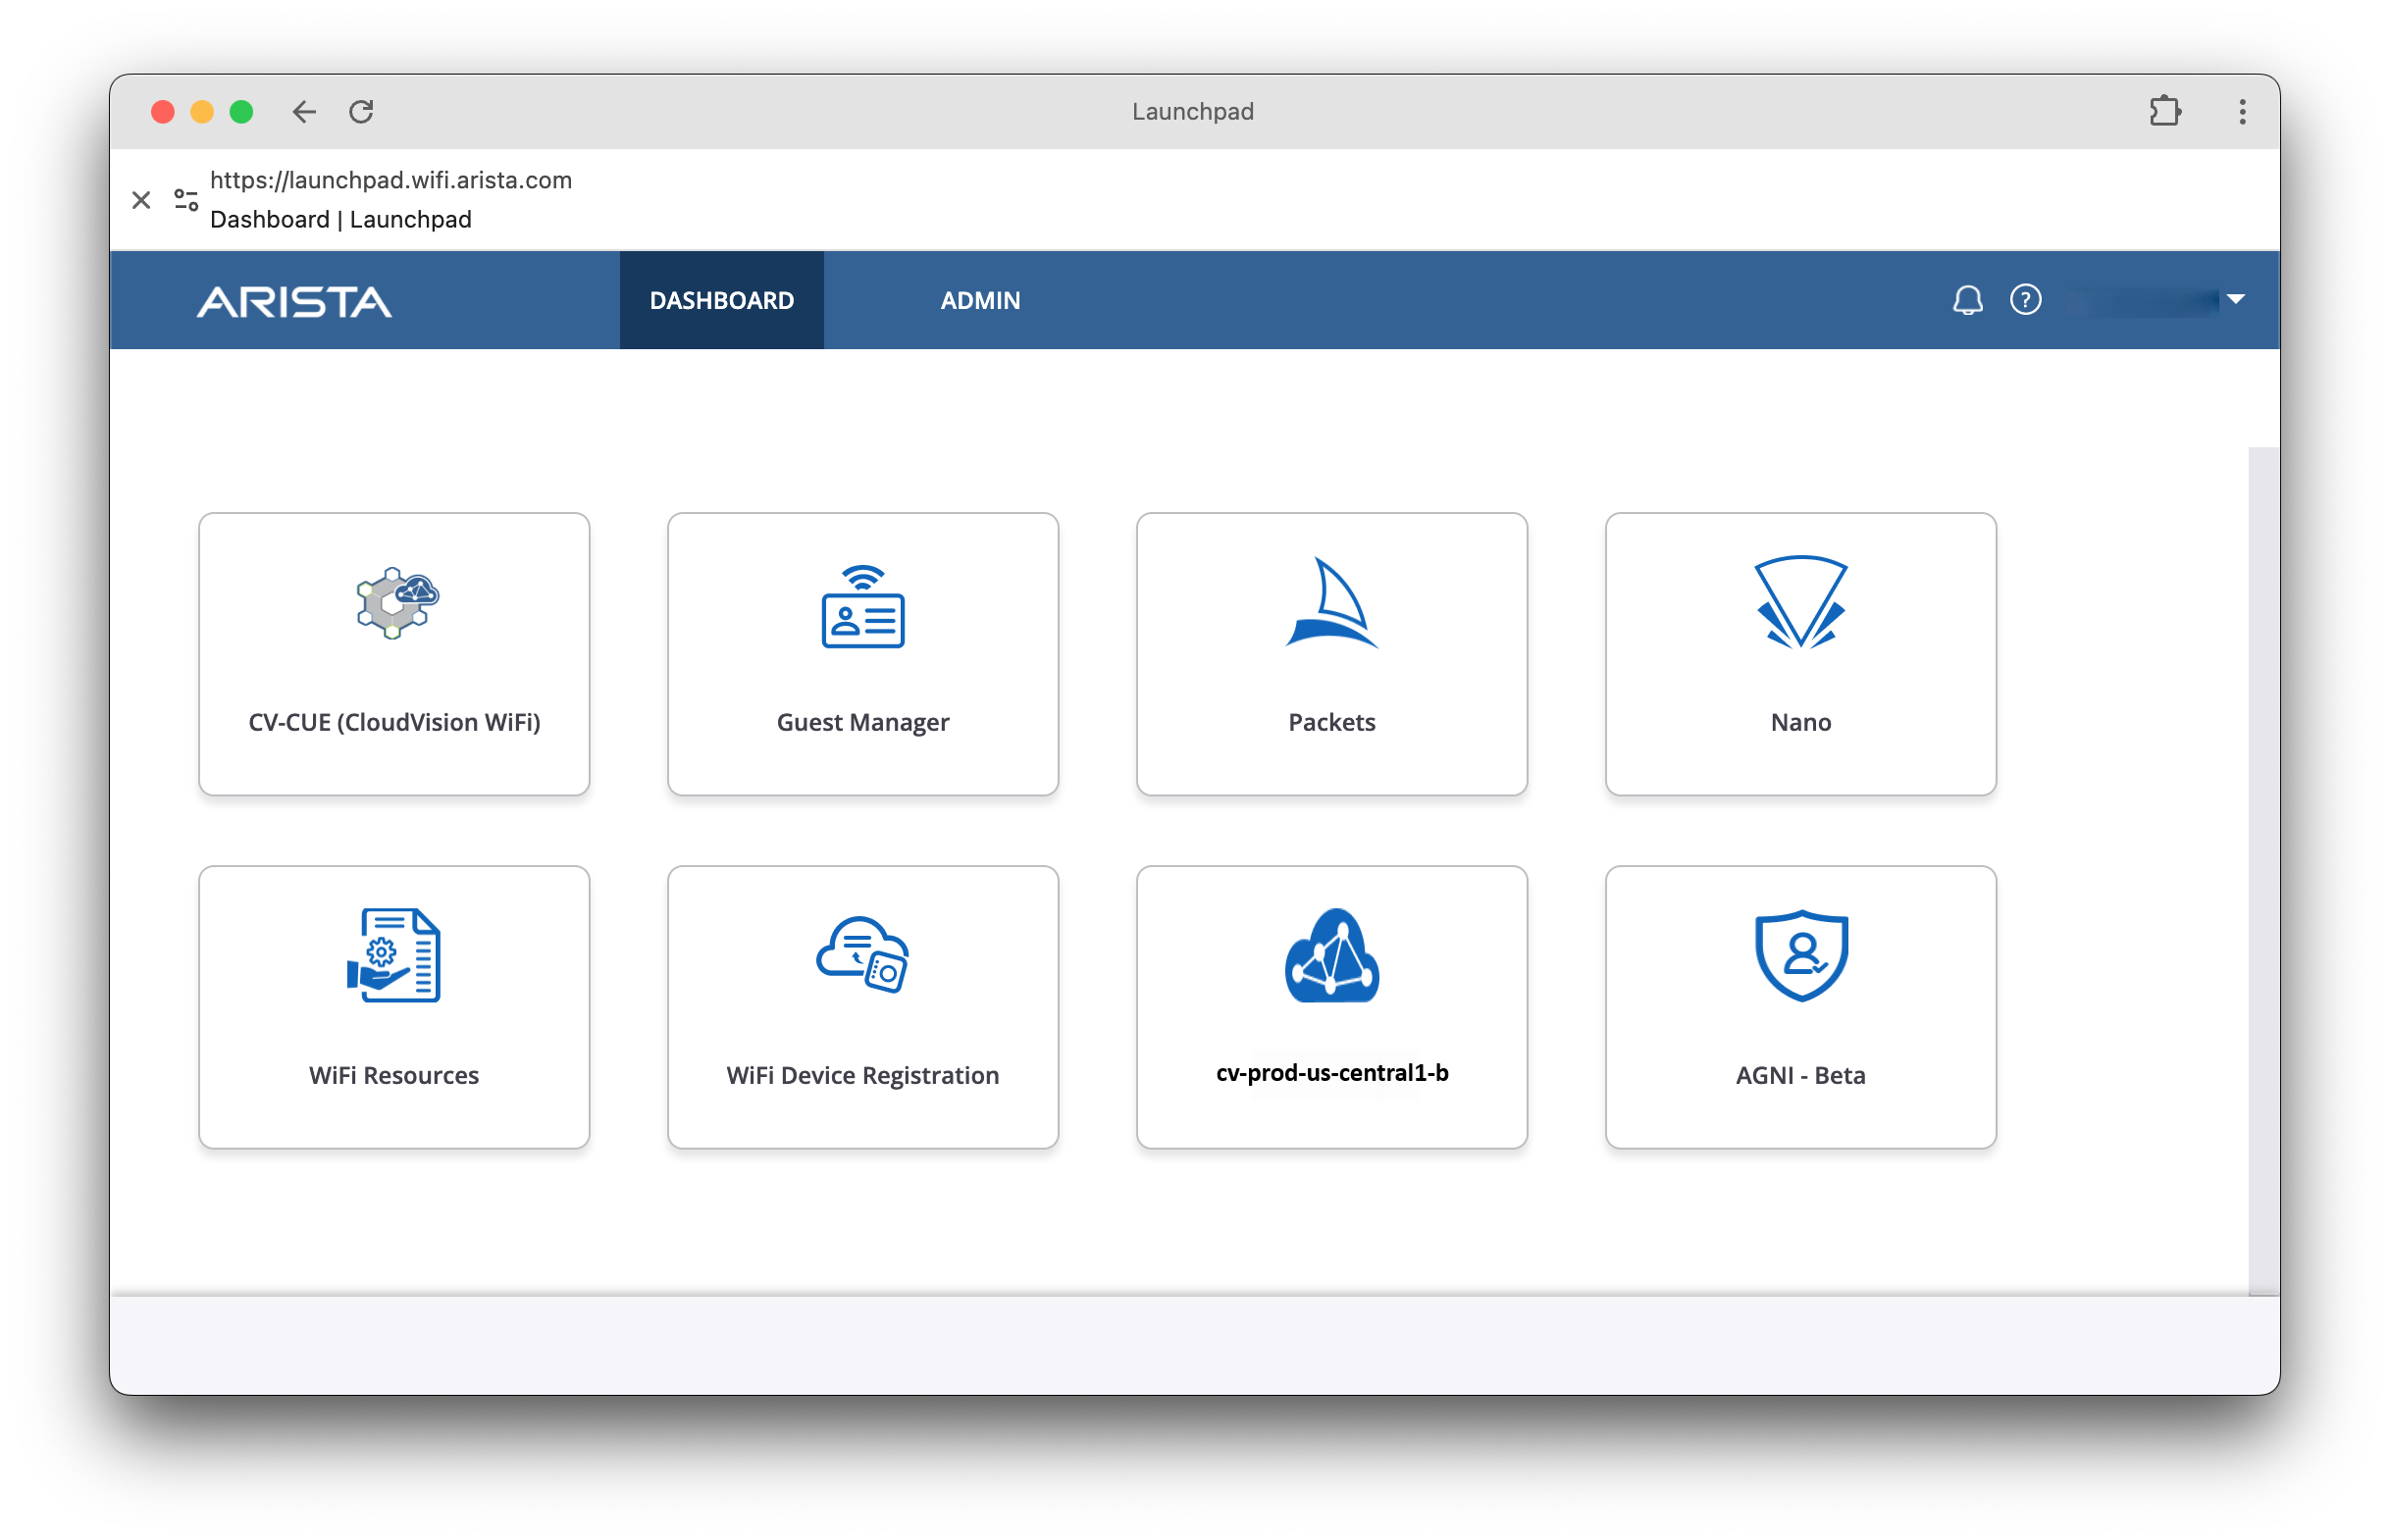 Launchpad
https://launchpad.wifi.arista.com
Dashboard | Launchpad
ARISTA
DASHBOARD
ADMIN
?
CV-CUE (CloudVision WiFi)
Guest Manager
Packets
Nano
WiFi Resources
WiFi Device Registration
cv-prod-us-central1-b
AGNI - Beta